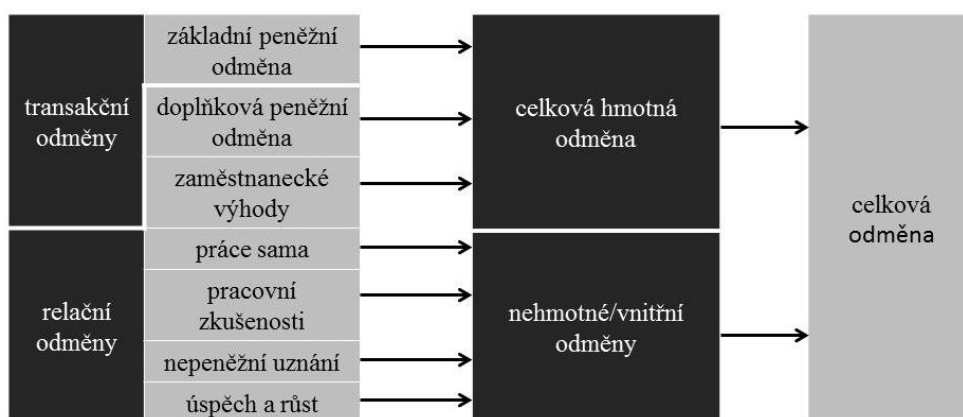 transakční
odměny
základní peněžní
odměna
doplňková peněžní
odměna
zaměstnanecké
výhody
celková hmotná
odměna
relační
odměny
práce sama
pracovní
zkušenosti
nepeněžní uznání
úspěch a růst
nehmotné/vnitřní
odměny
celková
odměna